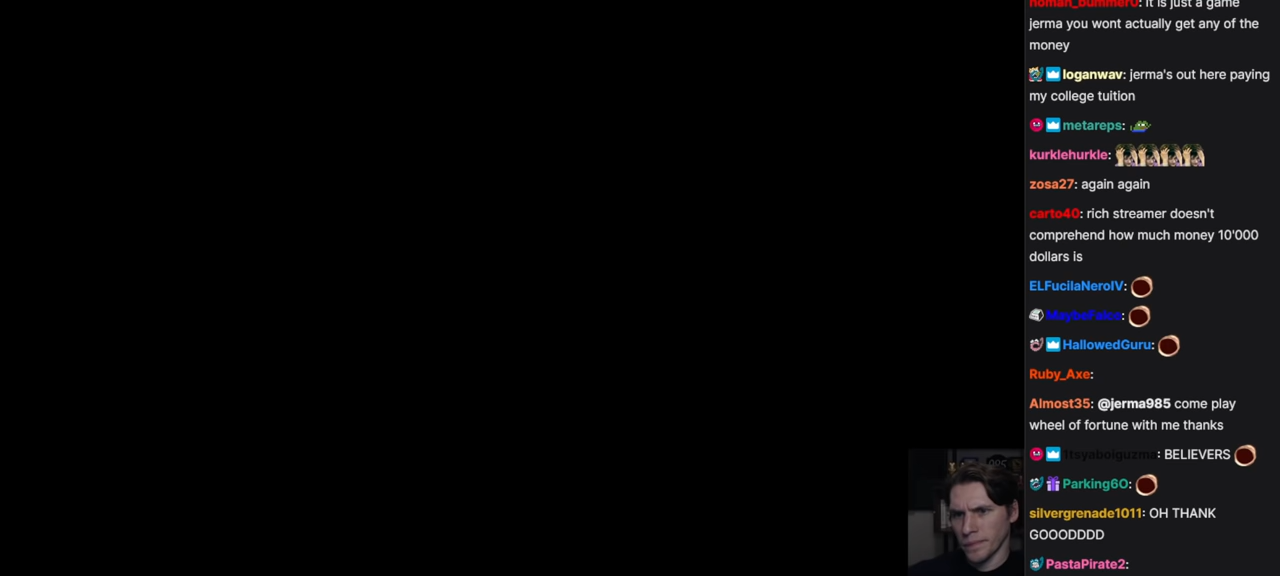 noman_bummer0: it is just a game
jerma you wont actually get any of the
money
loganwav: jerma's out here paying
my college tuition
metareps:
kurklehurkle:
zosa27: again again
carto40: rich streamer doesn't
comprehend how much money 10'000
dollars is
ELFucilaNeroIV:
MaybeFalco:
HallowedGuru:
Ruby_Axe:
Almost35: @jerma985 come play
wheel of fortune with me thanks
1tsyaboiguzma: BELIEVERS
Parking6O:
silvergrenade1011: OH THANK
GOOODDDD
PastaPirate2: